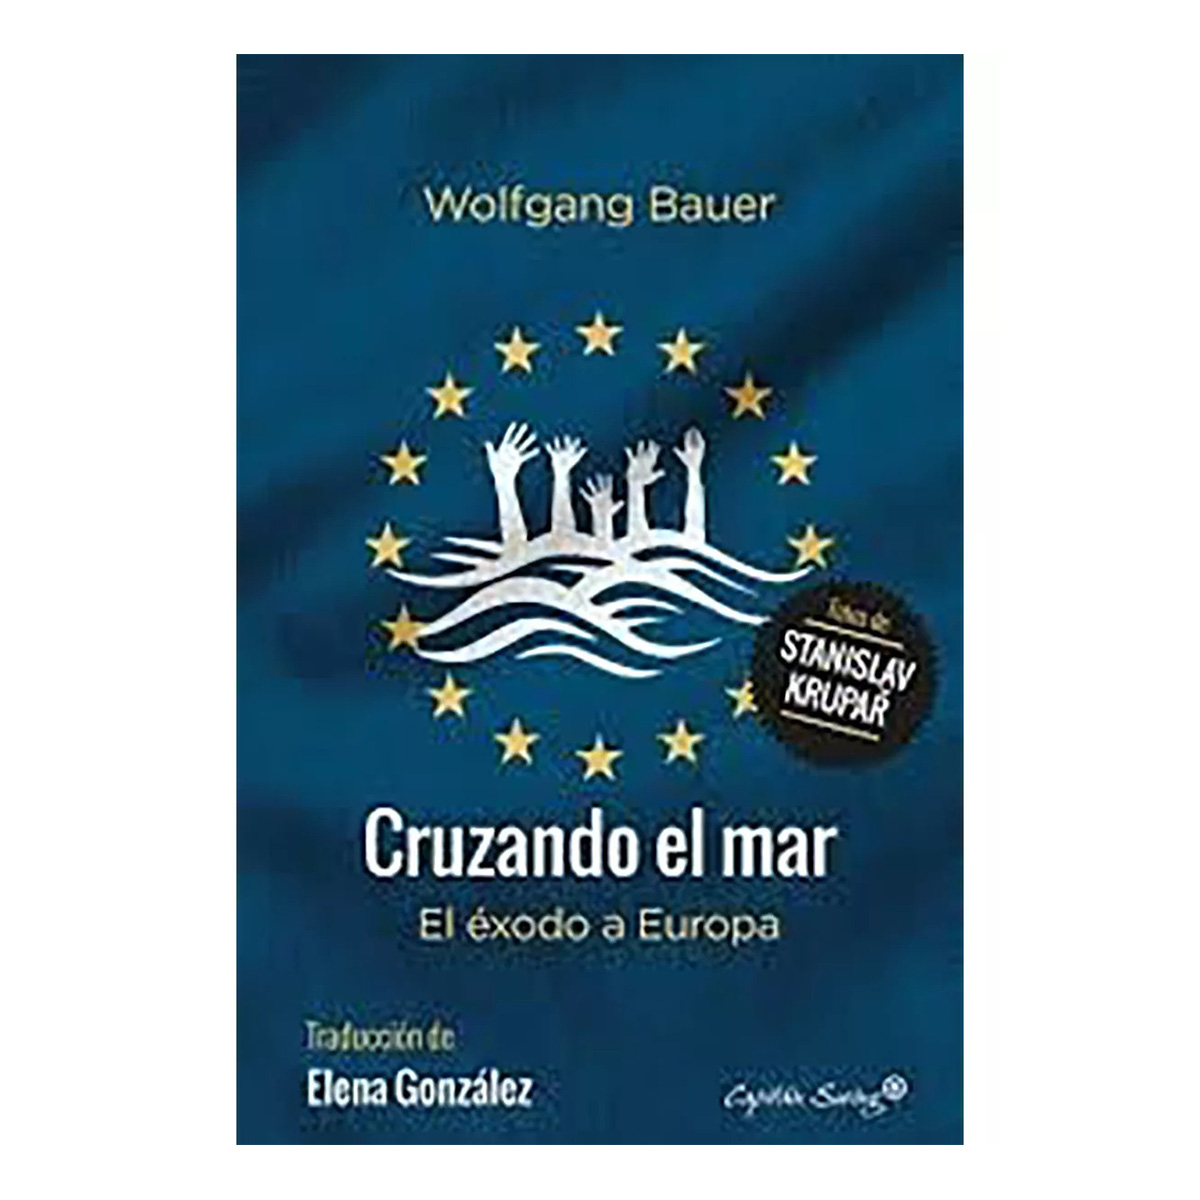 Wolfgang Bauer
Fotos de
STANISLAV
KRUPAŘ
Cruzando el mar
El éxodo a Europa
Traducción de
Elena González
Capitán Swing